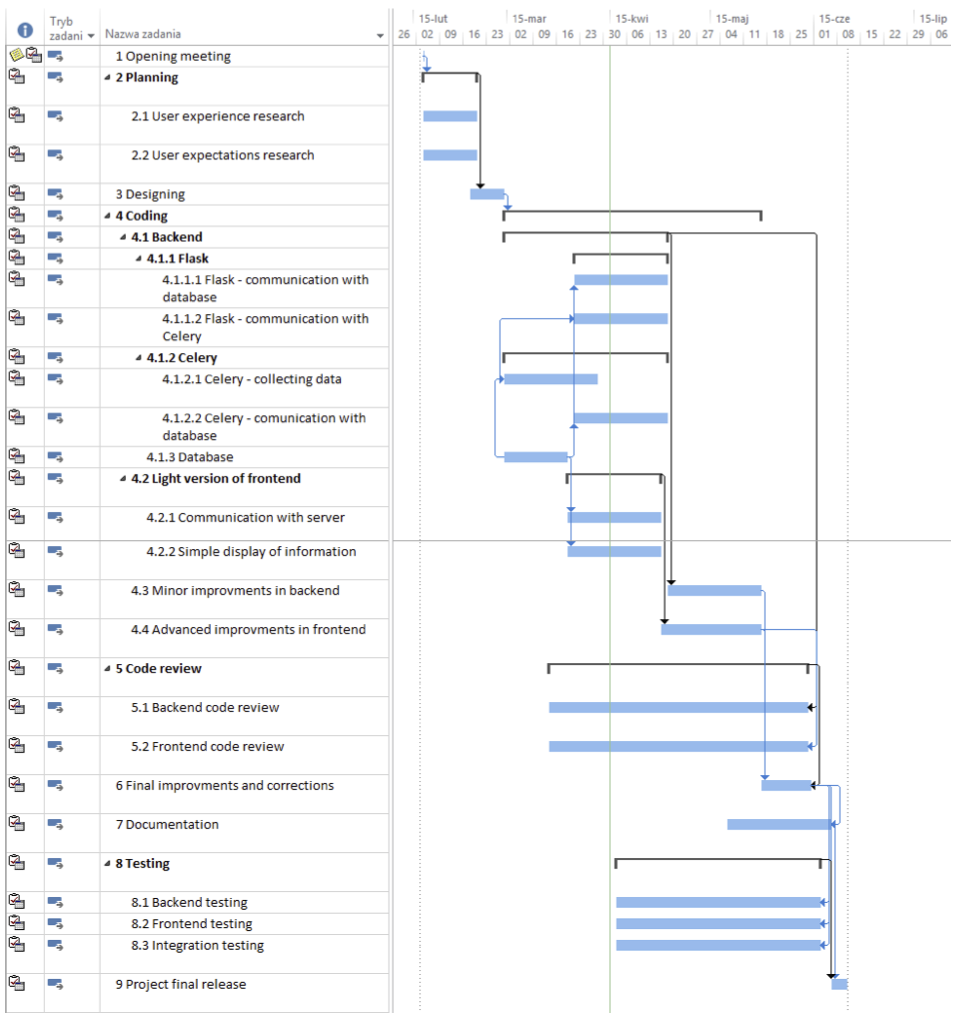 15-lut 15-mar 15-kwi 15-maj 15-cze 15-lip
Tryb
zadani Nazwa zadania
26 02 09 16 23 02 09 16 23 30 06 13 20 27 04 11 18 25 01 08 15 22 29 06
1 Opening meeting
2 Planning
2.1 User experience research
2.2 User expectations research
3 Designing
4 Coding
4.1 Backend
4.1.1 Flask
4.1.1.1 Flask - communication with
database
4.1.1.2 Flask - communication with
Celery
4.1.2 Celery
4.1.2.1 Celery - collecting data
4.1.2.2 Celery - comunication with
database
4.1.3 Database
4.2 Light version of frontend
4.2.1 Communication with server
4.2.2 Simple display of information
4.3 Minor improvments in backend
4.4 Advanced improvments in frontend
5 Code review
5.1 Backend code review
5.2 Frontend code review
6 Final improvments and corrections
7 Documentation
8 Testing
8.1 Backend testing
8.2 Frontend testing
8.3 Integration testing
9 Project final release